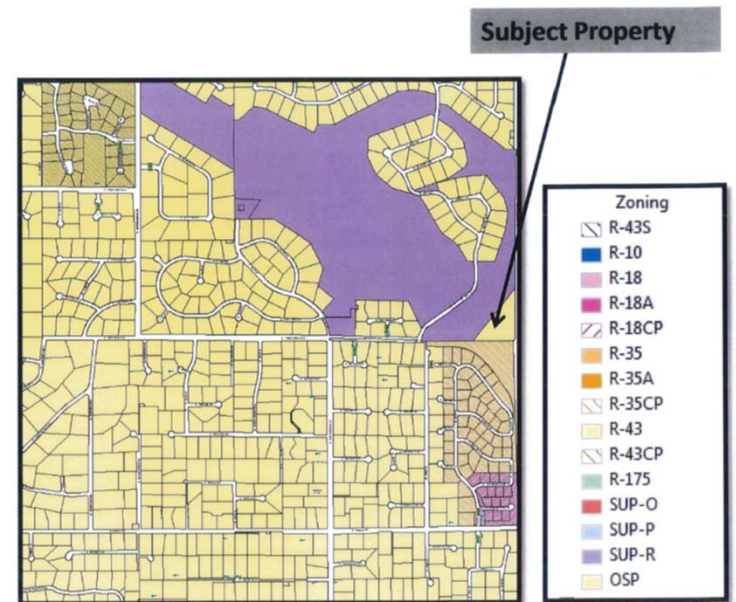 Subject Property
Zoning
R-43S
R-10
R-18
R-18A
R-18CP
R-35
R-35A
R-35CP
R-43
R-43CP
R-175
SUP-O
SUP-P
SUP-R
OSP